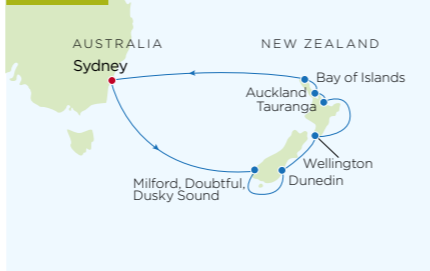 AUSTRALIA
NEW ZEALAND
Sydney
Bay of Islands
Auckland
Tauranga
Wellington
Milford, Doubtful,
Dusky Sound
Dunedin